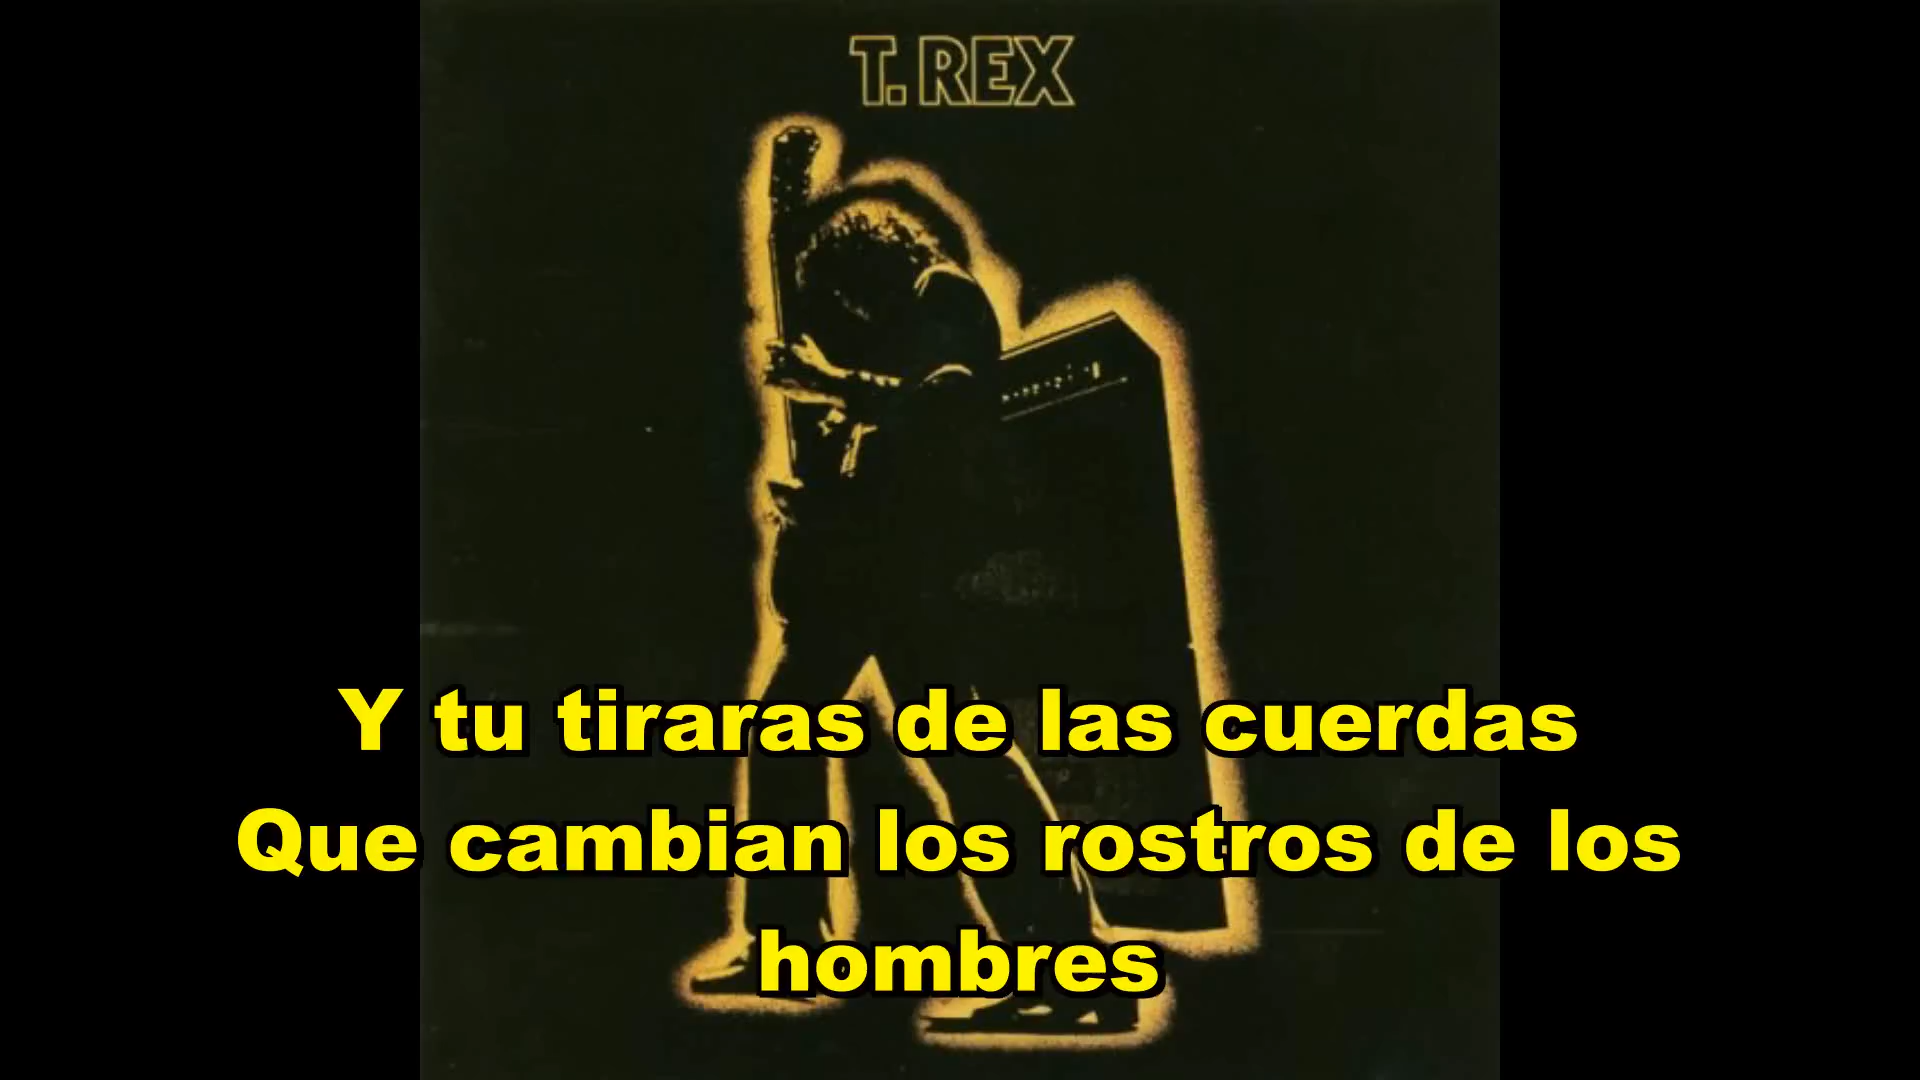 T. REX
Y tu tiraras de las cuerdas
Que cambian los rostros de los
hombres